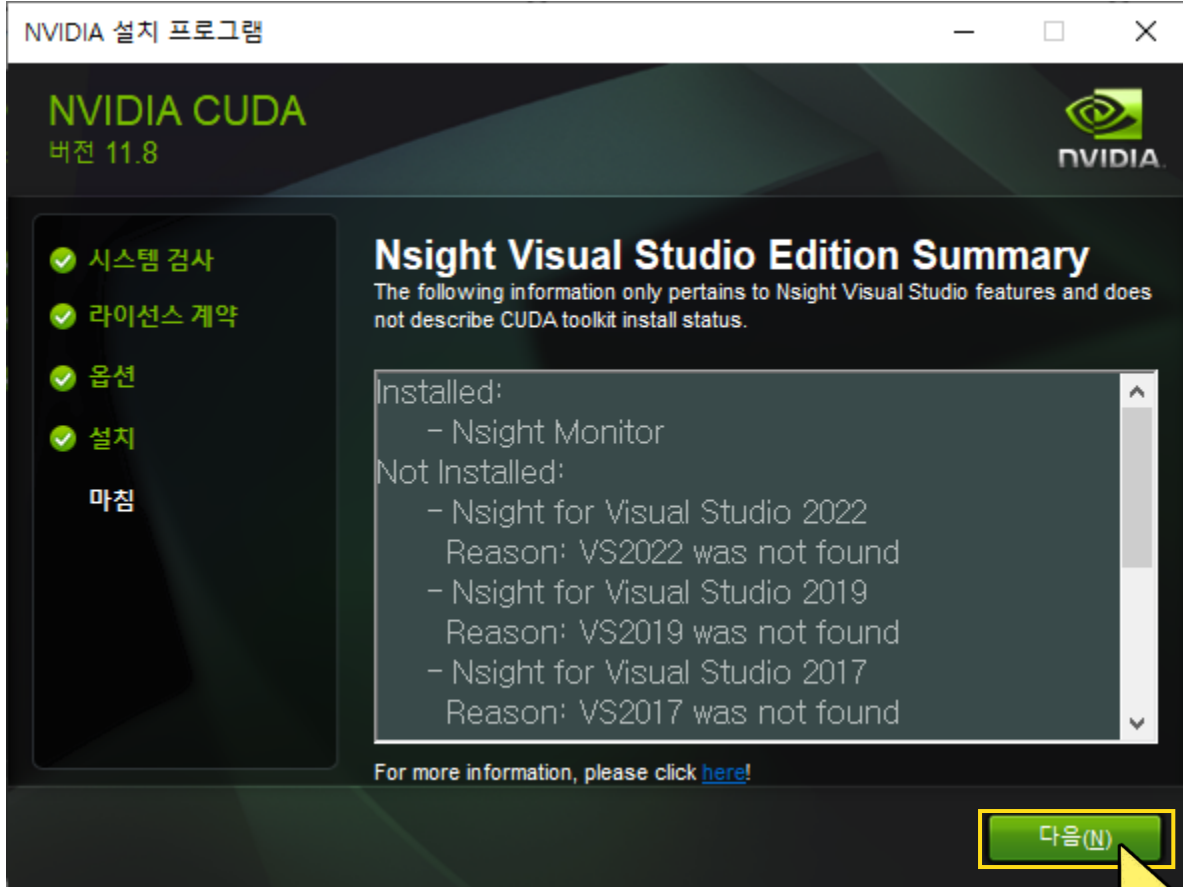 NVIDIA 설치 프로그램
NVIDIA CUDA
버전 11.8
NVIDIA.
시스템 검사
라이선스 계약
옵션
설치
마침
Nsight Visual Studio Edition Summary
The following information only pertains to Nsight Visual Studio features and does
not describe CUDA toolkit install status.
Installed:
- Nsight Monitor
Not Installed:
- Nsight for Visual Studio 2022
Reason: VS2022 was not found
- Nsight for Visual Studio 2019
Reason: VS2019 was not found
- Nsight for Visual Studio 2017
Reason: VS2017 was not found
For more information, please click here!
다음(N)